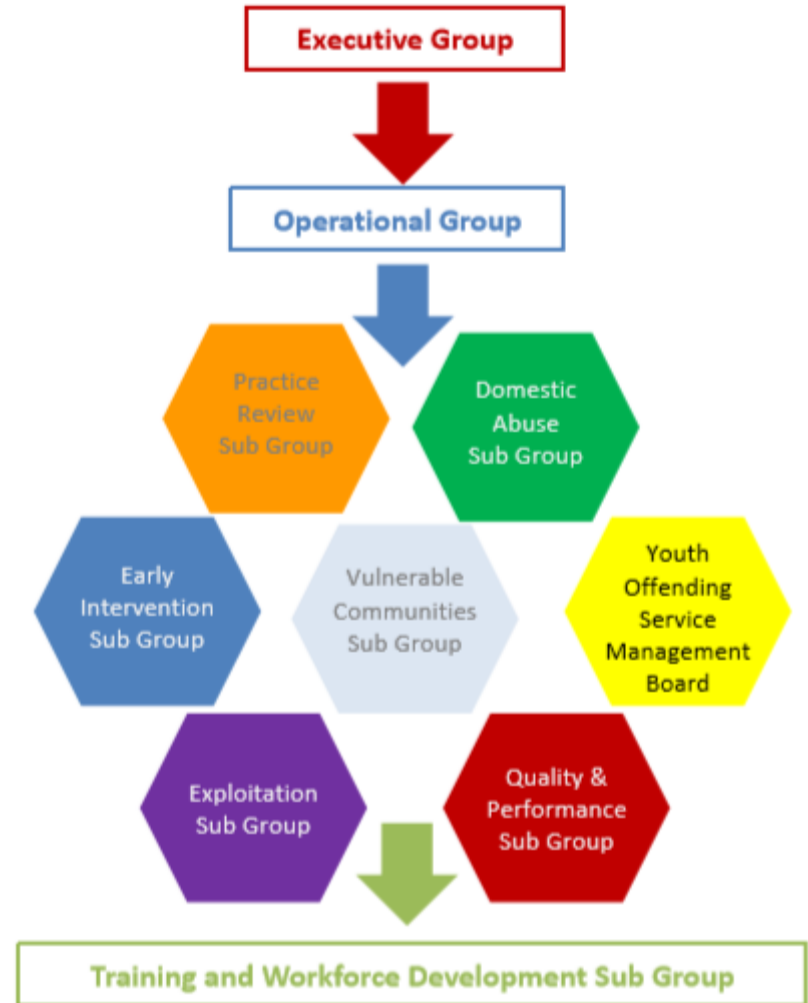 Executive Group
Operational Group
Practice
Review
Sub Group
Domestic
Abuse
Sub Group
Early
Intervention
Sub Group
Vulnerable
Communities
Sub Group
Youth
Offending
Service
Management
Board
Exploitation
Sub Group
Quality &
Performance
Sub Group
Training and Workforce Development Sub Group